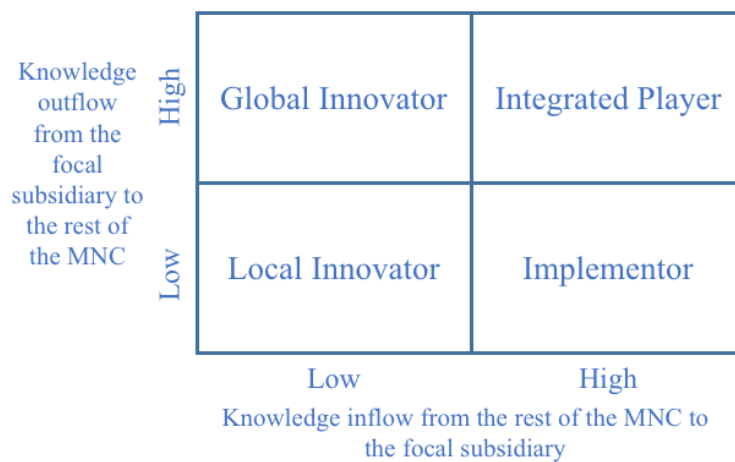 Knowledge
outflow
from the
focal
subsidiary to
the rest of
the MNC
High
Low
Global Innovator
Integrated Player
Local Innovator
Implementor
Low
High
Knowledge inflow from the rest of the MNC to
the focal subsidiary